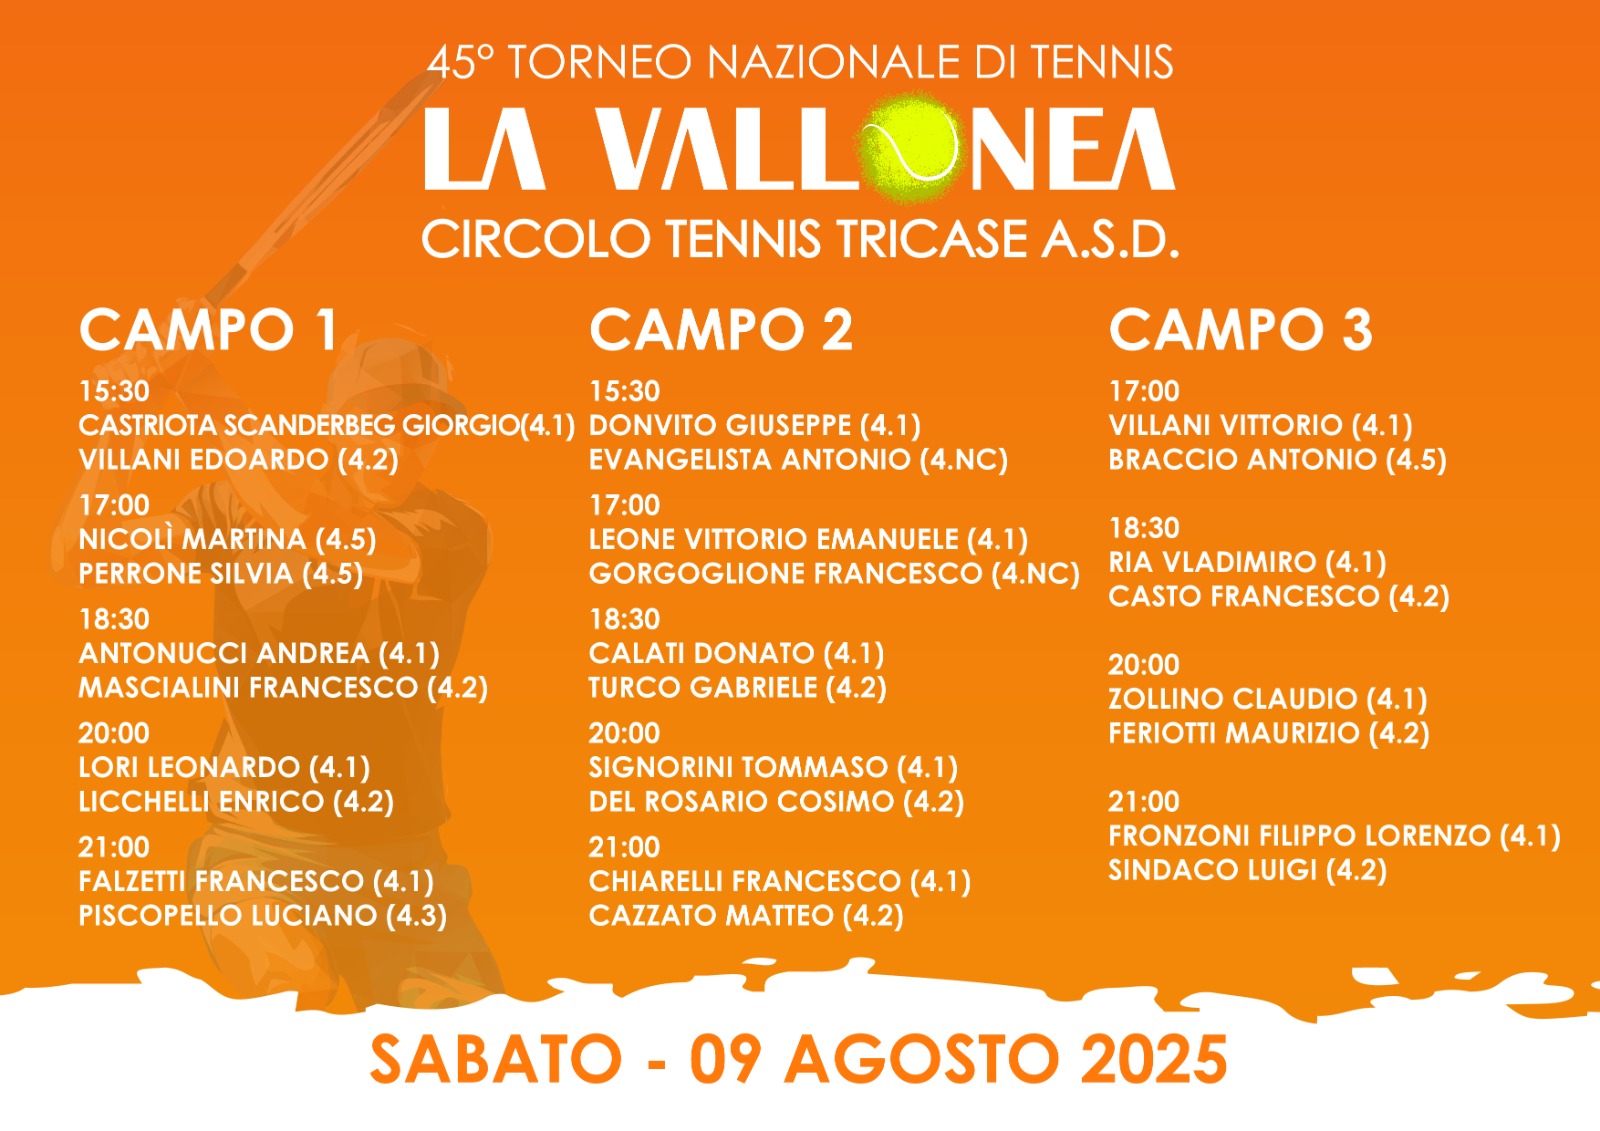 45° TORNEO NAZIONALE DI TENNIS
LA VALLONEA
CIRCOLO TENNIS TRICASE A.S.D.
CAMPO 1
15:30
CASTRIOTA SCANDERBEG GIORGIO(4.1)
VILLANI EDOARDO (4.2)
17:00
NICOLÌ MARTINA (4.5)
PERRONE SILVIA (4.5)
18:30
ANTONUCCI ANDREA (4.1)
MASCIALINI FRANCESCO (4.2)
20:00
LORI LEONARDO (4.1)
LICCHELLI ENRICO (4.2)
21:00
FALZETTI FRANCESCO (4.1)
PISCOPELLO LUCIANO (4.3)
CAMPO 2
15:30
DONVITO GIUSEPPE (4.1)
EVANGELISTA ANTONIO (4.NC)
17:00
LEONE VITTORIO EMANUELE (4.1)
GORGOGLIONE FRANCESCO (4.NC)
18:30
CALATI DONATO (4.1)
TURCO GABRIELE (4.2)
20:00
SIGNORINI TOMMASO (4.1)
DEL ROSARIO COSIMO (4.2)
21:00
CHIARELLI FRANCESCO (4.1)
CAZZATO MATTEO (4.2)
CAMPO 3
17:00
VILLANI VITTORIO (4.1)
BRACCIO ANTONIO (4.5)
18:30
RIA VLADIMIRO (4.1)
CASTO FRANCESCO (4.2)
20:00
ZOLLINO CLAUDIO (4.1)
FERIOTTI MAURIZIO (4.2)
21:00
FRONZONI FILIPPO LORENZO (4.1)
SINDACO LUIGI (4.2)
SABATO - 09 AGOSTO 2025